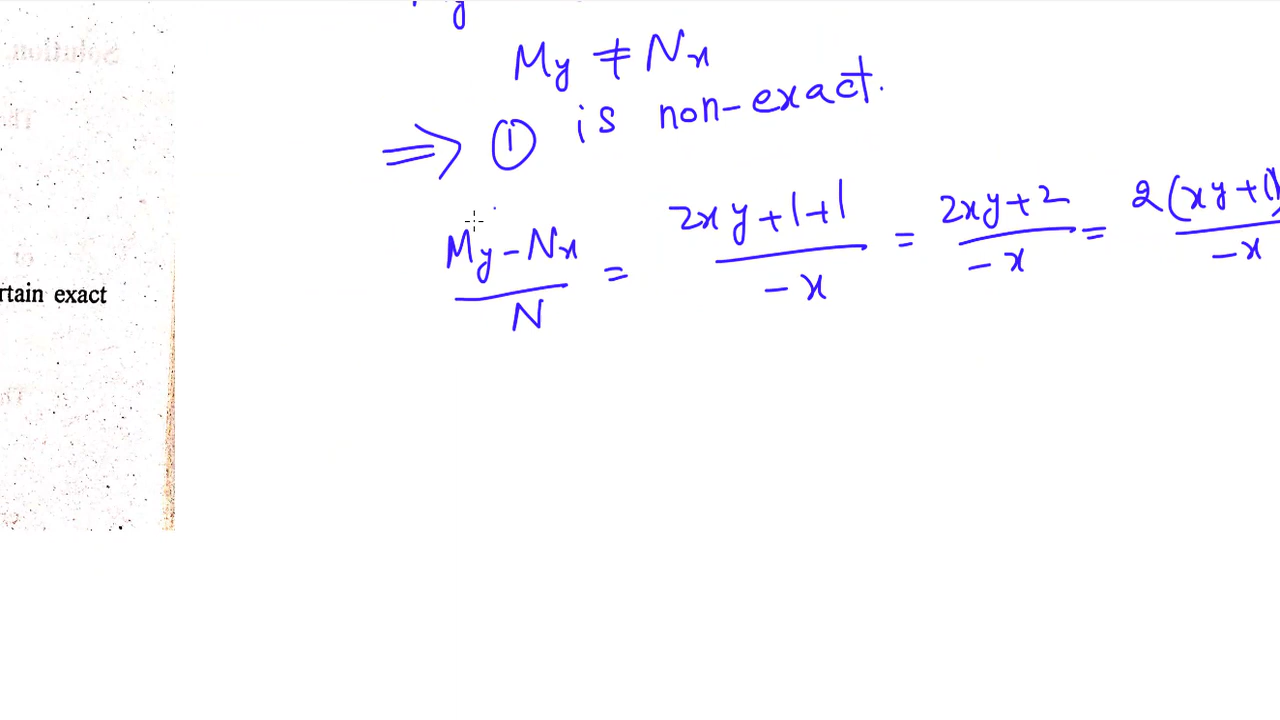 My ≠ Nx
⇒ ① is non-exact.
(My - Nx)/N = (2xy+1+1)/(-x) = (2xy+2)/(-x) = 2(xy+1)/(-x)
rtain exact